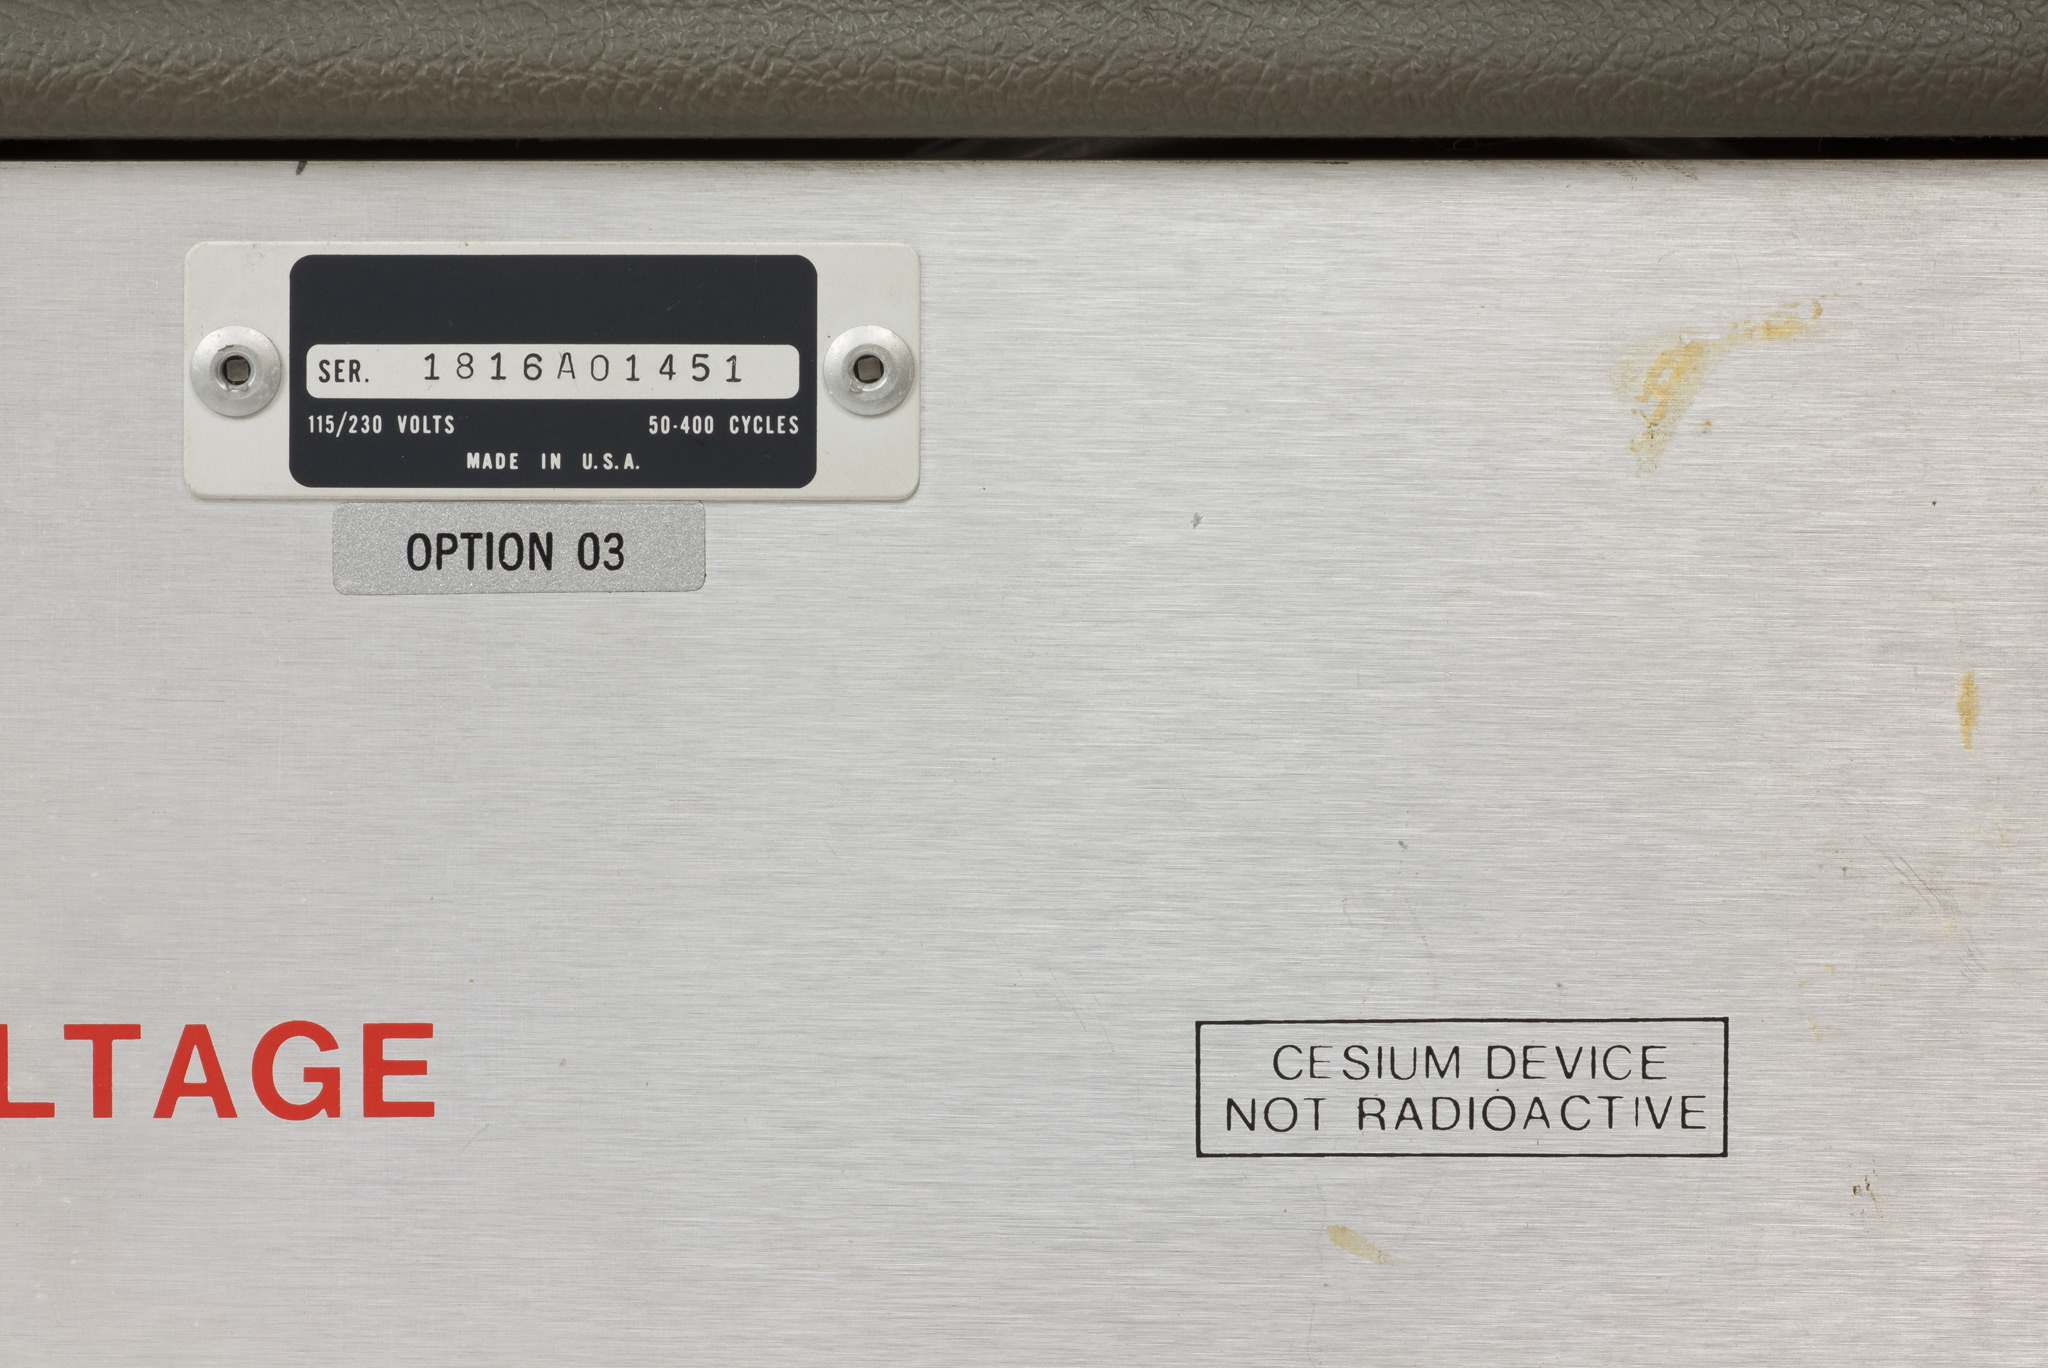 SER. 1816A01451
115/230 VOLTS 50-400 CYCLES
MADE IN U.S.A.
OPTION 03
LTAGE
CESIUM DEVICE
NOT RADIOACTIVE